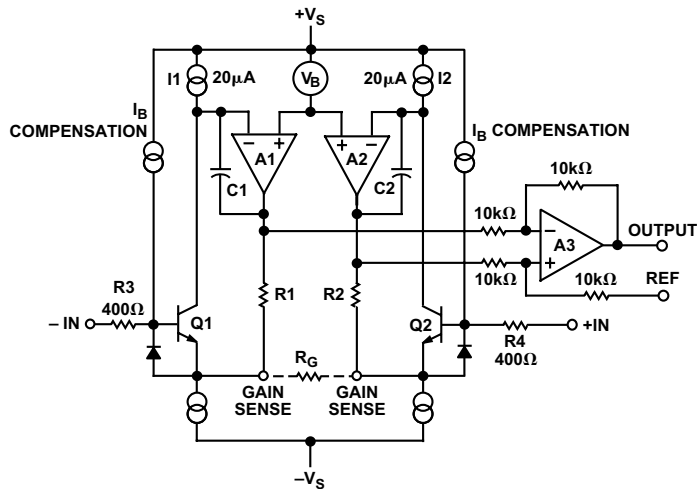 +VS
I1
20µA
VB
20µA
I2
IB
COMPENSATION
IB COMPENSATION
−
+
A1
+
−
A2
C1
C2
10kΩ
10kΩ
−
A3
+
OUTPUT
10kΩ
10kΩ
REF
R1
R2
R3
400Ω
− IN
Q1
Q2
+IN
R4
400Ω
RG
GAIN
SENSE
GAIN
SENSE
−VS